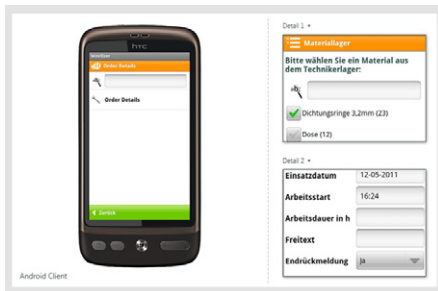 htc
Order Details
Order Details
Zurück
Android Client
Detail 1
Materiallager
Bitte wählen Sie ein Material aus
dem Technikerlager:
ab
Dichtungsringe 3,2mm (23)
Dose (12)
Detail 2
Einsatzdatum 12-05-2011
Arbeitsstart 16:24
Arbeitsdauer in h
Freitext
Endrückmeldung Ja